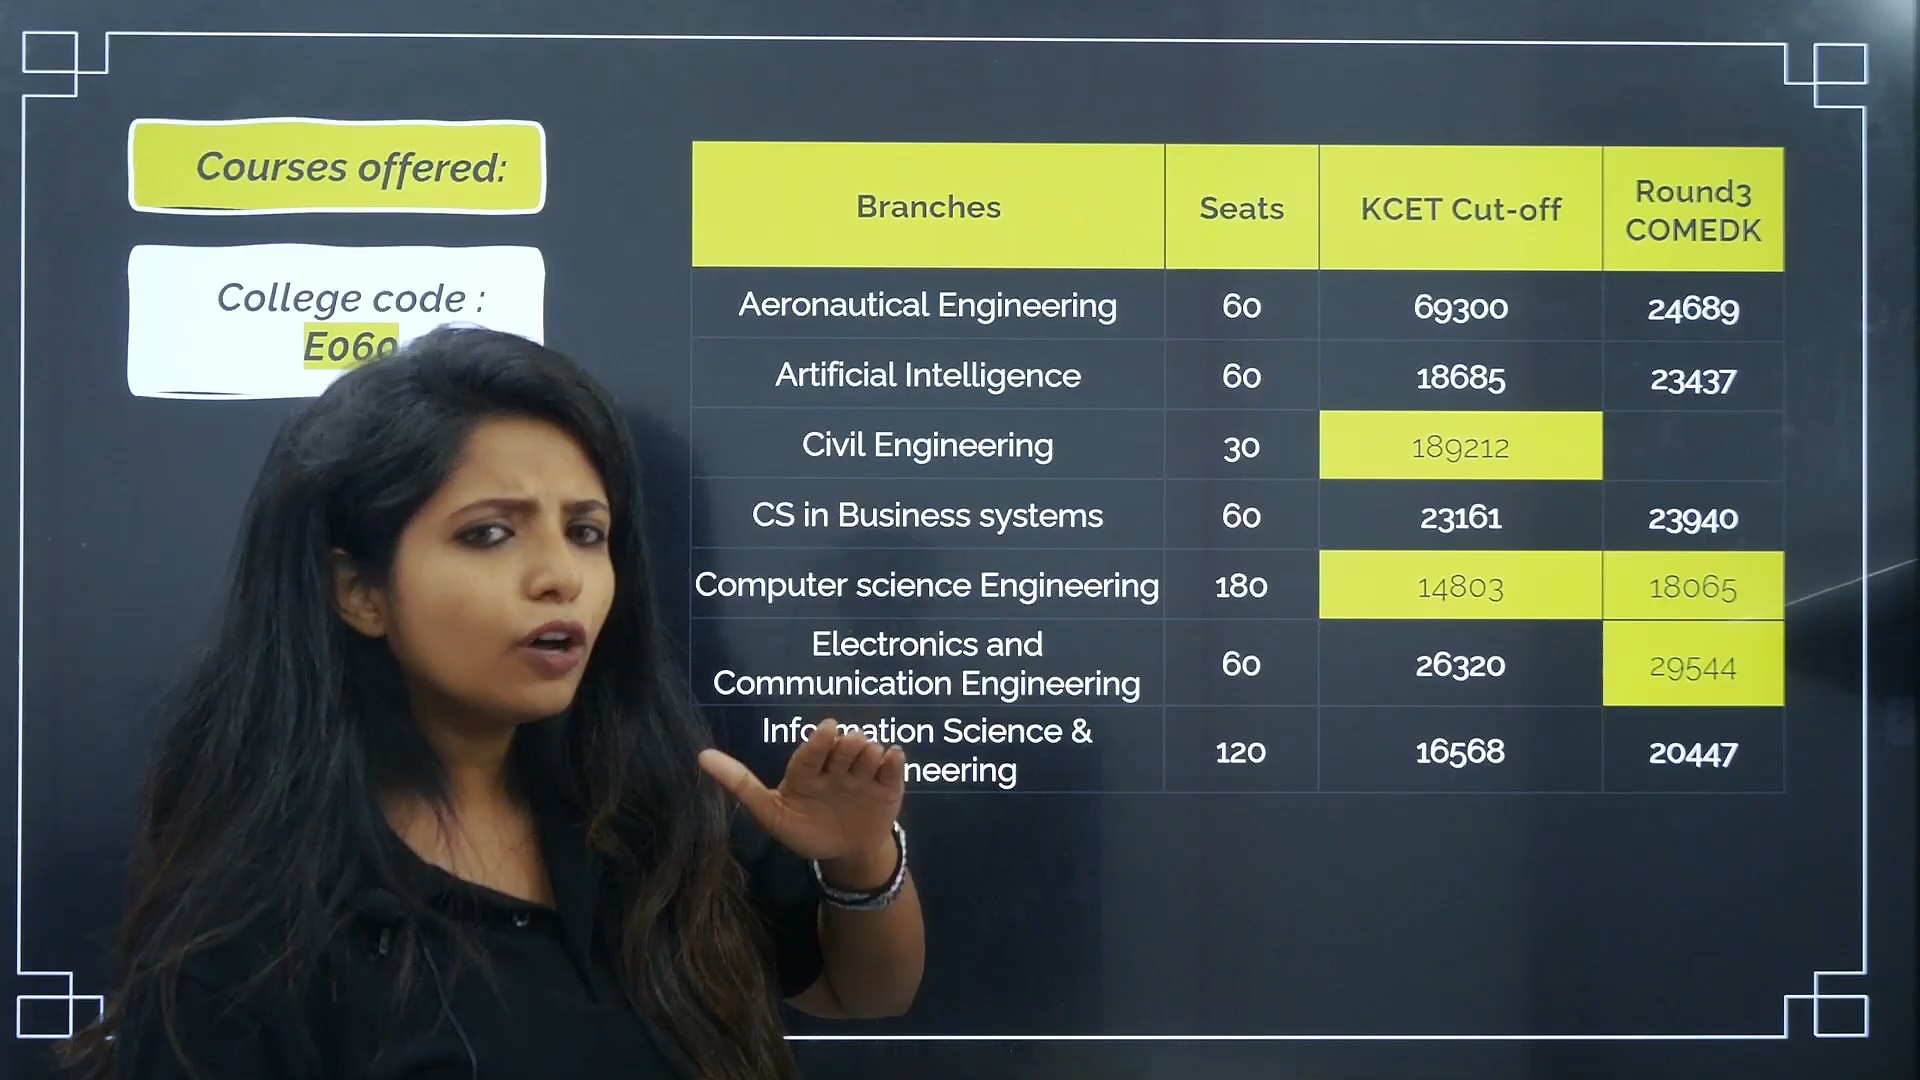 Courses offered:
College code :
E060
Branches Seats KCET Cut-off Round3 COMEDK
Aeronautical Engineering 60 69300 24689
Artificial Intelligence 60 18685 23437
Civil Engineering 30 189212
CS in Business systems 60 23161 23940
Computer science Engineering 180 14803 18065
Electronics and
Communication Engineering 60 26320 29544
Information Science &
neering 120 16568 20447